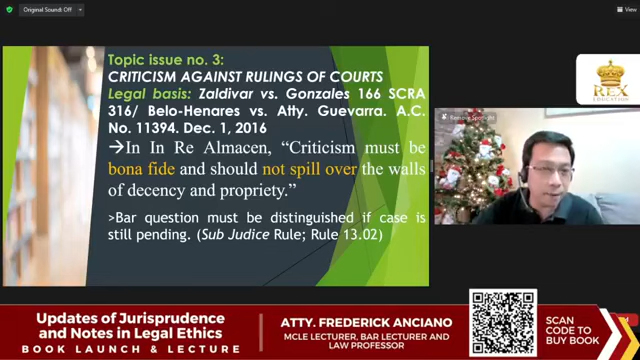 Original Sound: Off
View
Topic issue no. 3:
CRITICISM AGAINST RULINGS OF COURTS
Legal basis: Zaldivar vs. Gonzales 166 SCRA
316/ Belo-Henares vs. Atty. Guevarra. A.C.
No. 11394. Dec. 1, 2016
→In In Re Almacen, “Criticism must be
bona fide and should not spill over the walls
of decency and propriety.”
>Bar question must be distinguished if case is
still pending. (Sub Judice Rule; Rule 13.02)
REX
EDUCATION
Remove Spotlight
Updates of Jurisprudence
and Notes in Legal Ethics
BOOK LAUNCH & LECTURE
ATTY. FREDERICK ANCIANO
MCLE LECTURER, BAR LECTURER AND
LAW PROFESSOR
SCAN
CODE TO
BUY BOOK